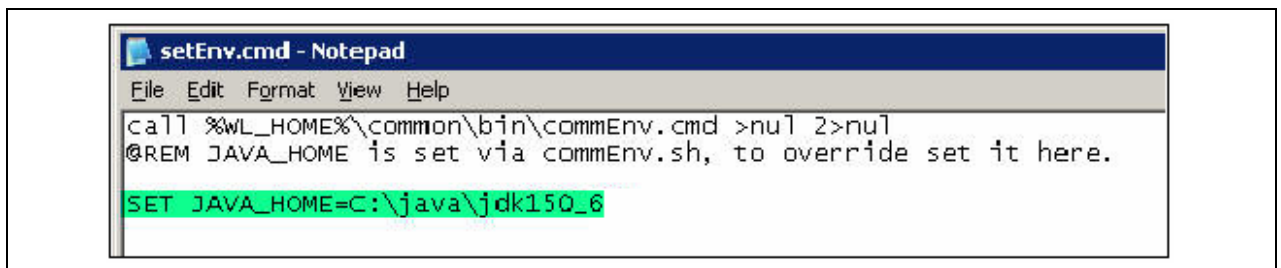 setEnv.cmd - Notepad
File Edit Format View Help
call %WL_HOME%\common\bin\commEnv.cmd >nul 2>nul
@REM JAVA_HOME is set via commEnv.sh, to override set it here.
SET JAVA_HOME=C:\java\jdk150_6